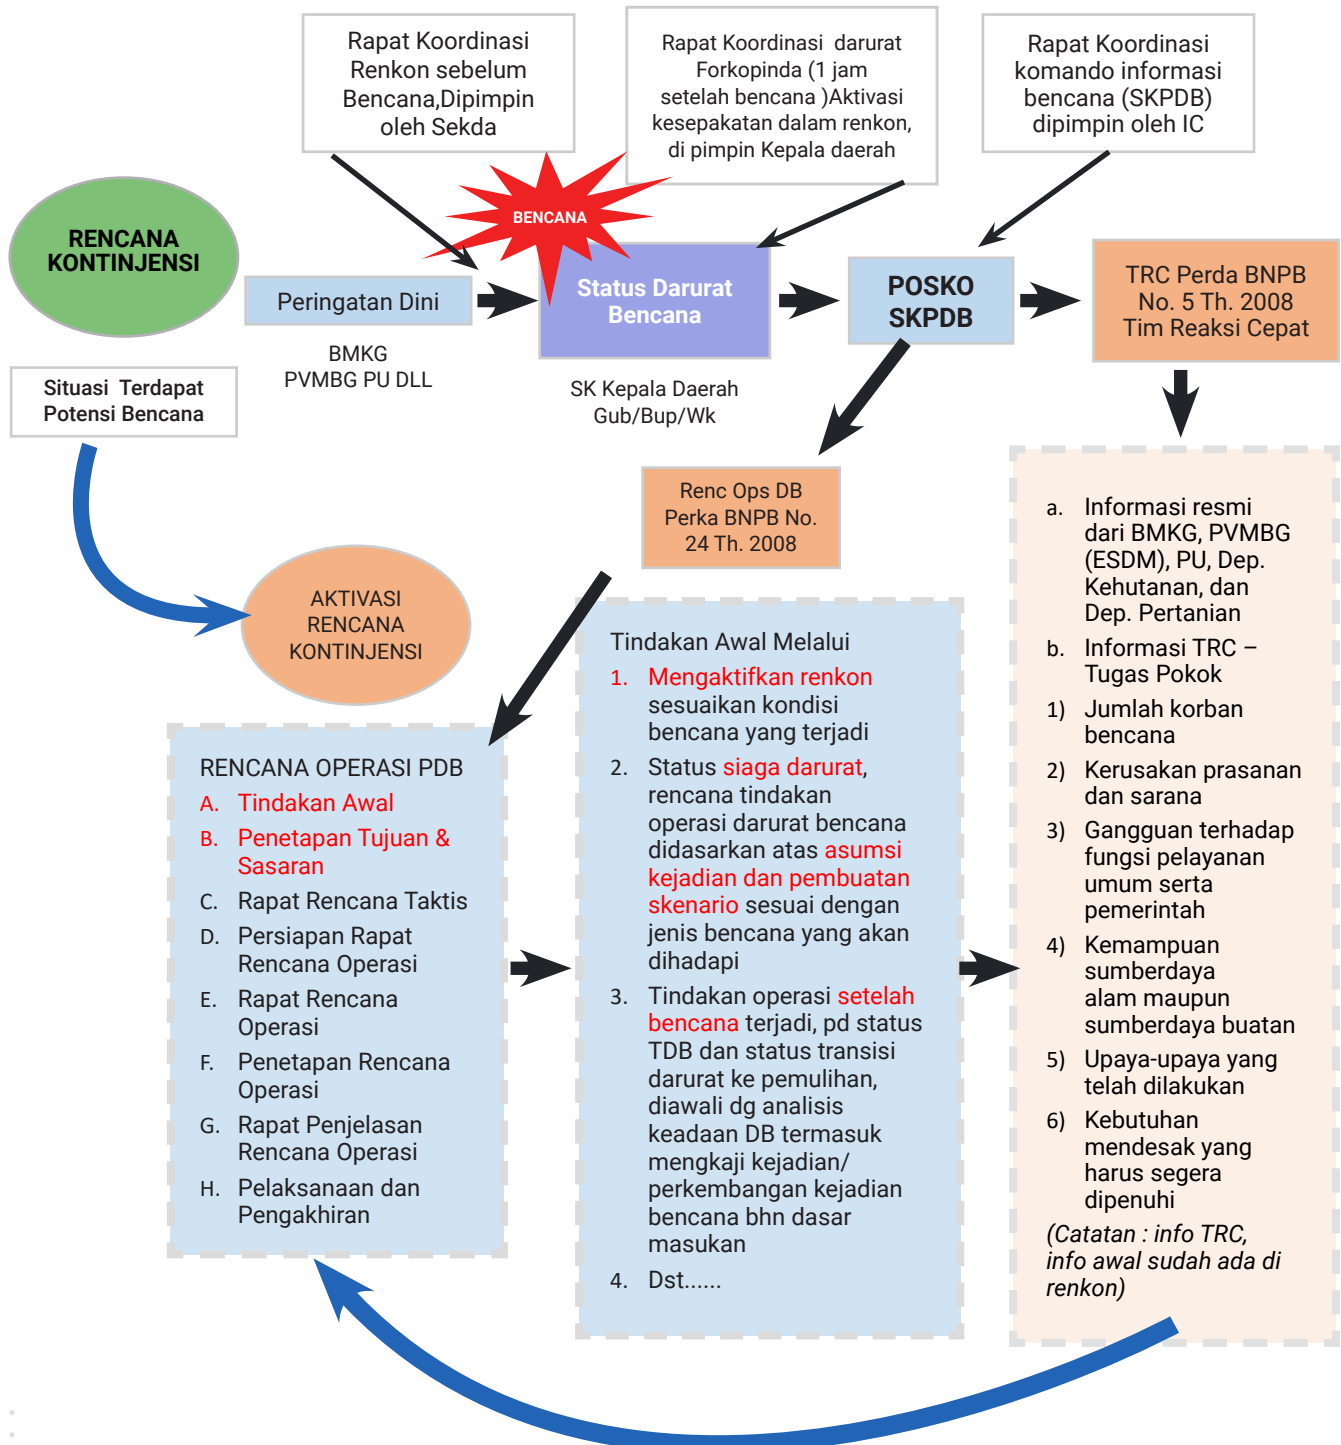 Rapat Koordinasi
Renkon sebelum
Bencana,Dipimpin
oleh Sekda
Rapat Koordinasi darurat
Forkopinda (1 jam
setelah bencana )Aktivasi
kesepakatan dalam renkon,
di pimpin Kepala daerah
Rapat Koordinasi
komando informasi
bencana (SKPDB)
dipimpin oleh IC
BENCANA
RENCANA
KONTINJENSI
Peringatan Dini
BMKG
PVMBG PU DLL
Status Darurat
Bencana
SK Kepala Daerah
Gub/Bup/Wk
POSKO
SKPDB
TRC Perda BNPB
No. 5 Th. 2008
Tim Reaksi Cepat
Situasi Terdapat
Potensi Bencana
Renc Ops DB
Perka BNPB No.
24 Th. 2008
AKTIVASI
RENCANA
KONTINJENSI
RENCANA OPERASI PDB
A. Tindakan Awal
B. Penetapan Tujuan &
Sasaran
C. Rapat Rencana Taktis
D. Persiapan Rapat
Rencana Operasi
E. Rapat Rencana
Operasi
F. Penetapan Rencana
Operasi
G. Rapat Penjelasan
Rencana Operasi
H. Pelaksanaan dan
Pengakhiran
Tindakan Awal Melalui
1. Mengaktifkan renkon
sesuaikan kondisi
bencana yang terjadi
2. Status siaga darurat,
rencana tindakan
operasi darurat bencana
didasarkan atas asumsi
kejadian dan pembuatan
skenario sesuai dengan
jenis bencana yang akan
dihadapi
3. Tindakan operasi setelah
bencana terjadi, pd status
TDB dan status transisi
darurat ke pemulihan,
diawali dg analisis
keadaan DB termasuk
mengkaji kejadian/
perkembangan kejadian
bencana bhn dasar
masukan
4. Dst......
a. Informasi resmi
dari BMKG, PVMBG
(ESDM), PU, Dep.
Kehutanan, dan
Dep. Pertanian
b. Informasi TRC –
Tugas Pokok
1) Jumlah korban
bencana
2) Kerusakan prasanan
dan sarana
3) Gangguan terhadap
fungsi pelayanan
umum serta
pemerintah
4) Kemampuan
sumberdaya
alam maupun
sumberdaya buatan
5) Upaya-upaya yang
telah dilakukan
6) Kebutuhan
mendesak yang
harus segera
dipenuhi
(Catatan : info TRC,
info awal sudah ada di
renkon)